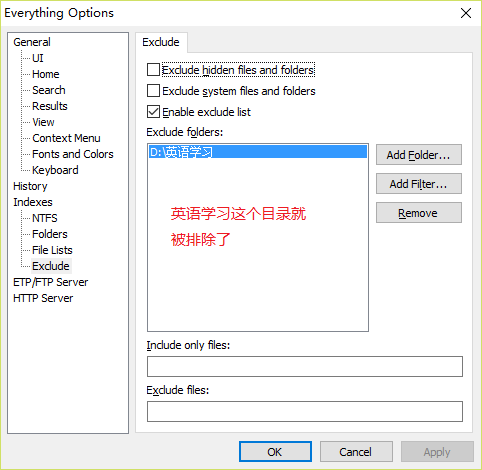 Everything Options
General
UI
Home
Search
Results
View
Context Menu
Fonts and Colors
Keyboard
History
Indexes
NTFS
Folders
File Lists
Exclude
ETP/FTP Server
HTTP Server
Exclude
Exclude hidden files and folders
Exclude system files and folders
Enable exclude list
Exclude folders:
D:\英语学习
英语学习这个目录就
被排除了
Add Folder...
Add Filter...
Remove
Include only files:
Exclude files:
OK
Cancel
Apply